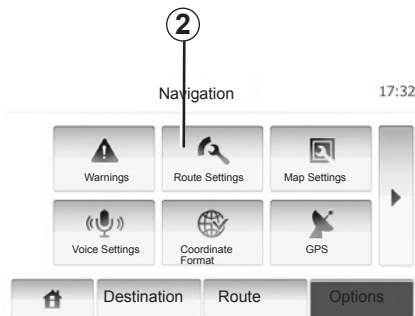 2
Navigation 17:32
Warnings Route Settings Map Settings
Voice Settings Coordinate Format GPS
Destination Route Options